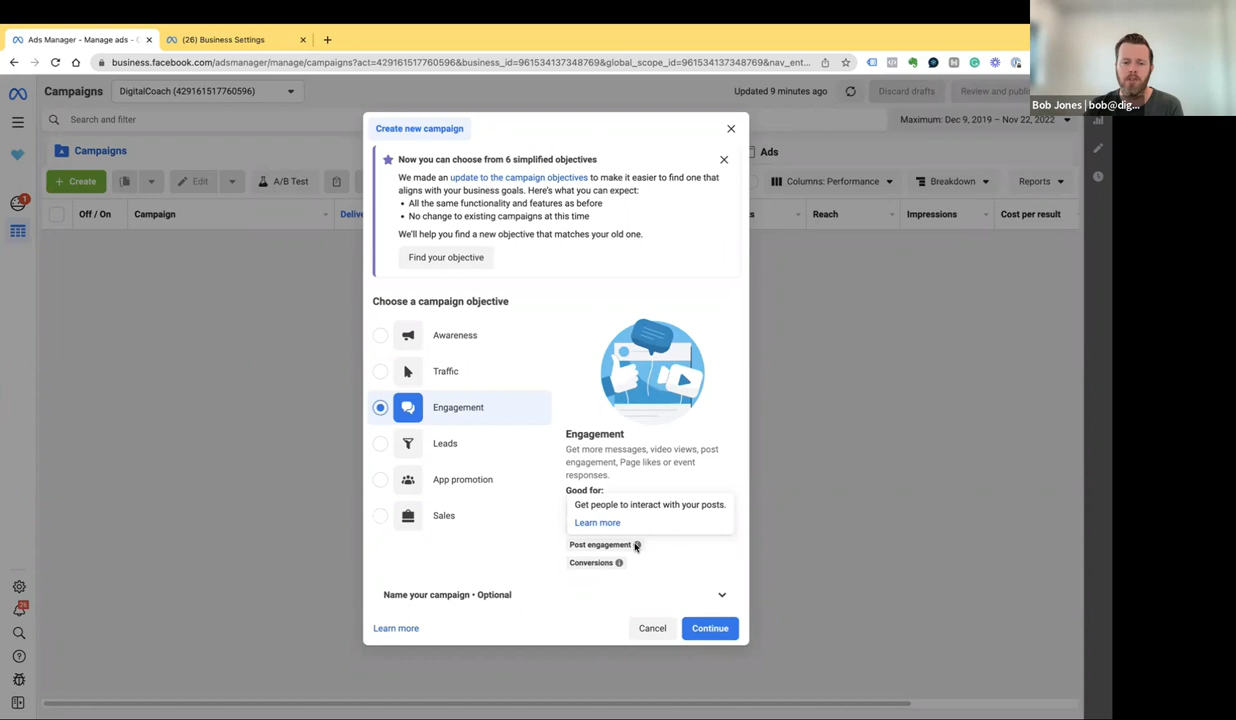 Ads Manager - Manage ads - (
(26) Business Settings
business.facebook.com/adsmanager/manage/campaigns?act=429161517760596&business_id=961534137348769&global_scope_id=961534137348769&nav_ent...
Bob Jones | bob@dig...
Campaigns
DigitalCoach (429161517760596)
Updated 9 minutes ago
Discard drafts
Review and publi
Search and filter
Maximum: Dec 9, 2019 – Nov 22, 2022
Campaigns
Ads
+ Create
Edit
A/B Test
Columns: Performance
Breakdown
Reports
Off / On
Campaign
Delive
s
Reach
Impressions
Cost per result
Create new campaign
Now you can choose from 6 simplified objectives
We made an update to the campaign objectives to make it easier to find one that
aligns with your business goals. Here's what you can expect:
• All the same functionality and features as before
• No change to existing campaigns at this time
We'll help you find a new objective that matches your old one.
Find your objective
Choose a campaign objective
Awareness
Traffic
Engagement
Leads
App promotion
Sales
Engagement
Get more messages, video views, post
engagement, Page likes or event
responses.
Good for:
Get people to interact with your posts.
Learn more
Post engagement
Conversions
Name your campaign • Optional
Learn more
Cancel
Continue